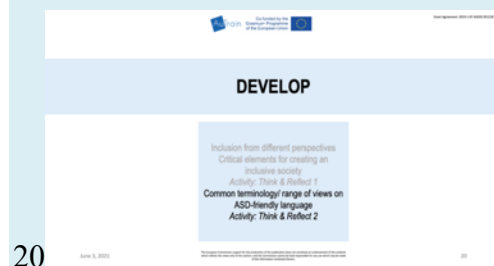 AuTrain
Co-funded by the
Erasmus+ Programme
of the European Union
DEVELOP
Inclusion from different perspectives
Critical elements for creating an
inclusive society
Activity: Think & Reflect 1
Common terminology/ range of views on
ASD-friendly language
Activity: Think & Reflect 2
20
June 3, 2021
20